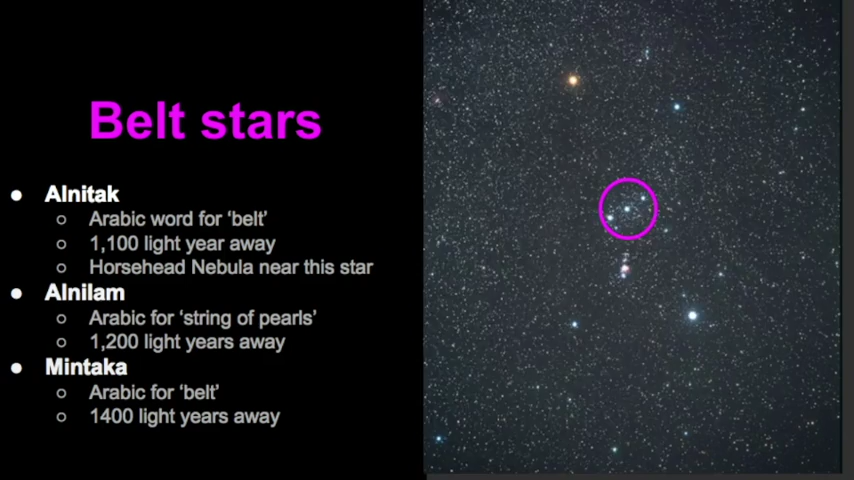 Belt stars
● Alnitak
○ Arabic word for ‘belt’
○ 1,100 light year away
○ Horsehead Nebula near this star
● Alnilam
○ Arabic for ‘string of pearls’
○ 1,200 light years away
● Mintaka
○ Arabic for ‘belt’
○ 1400 light years away